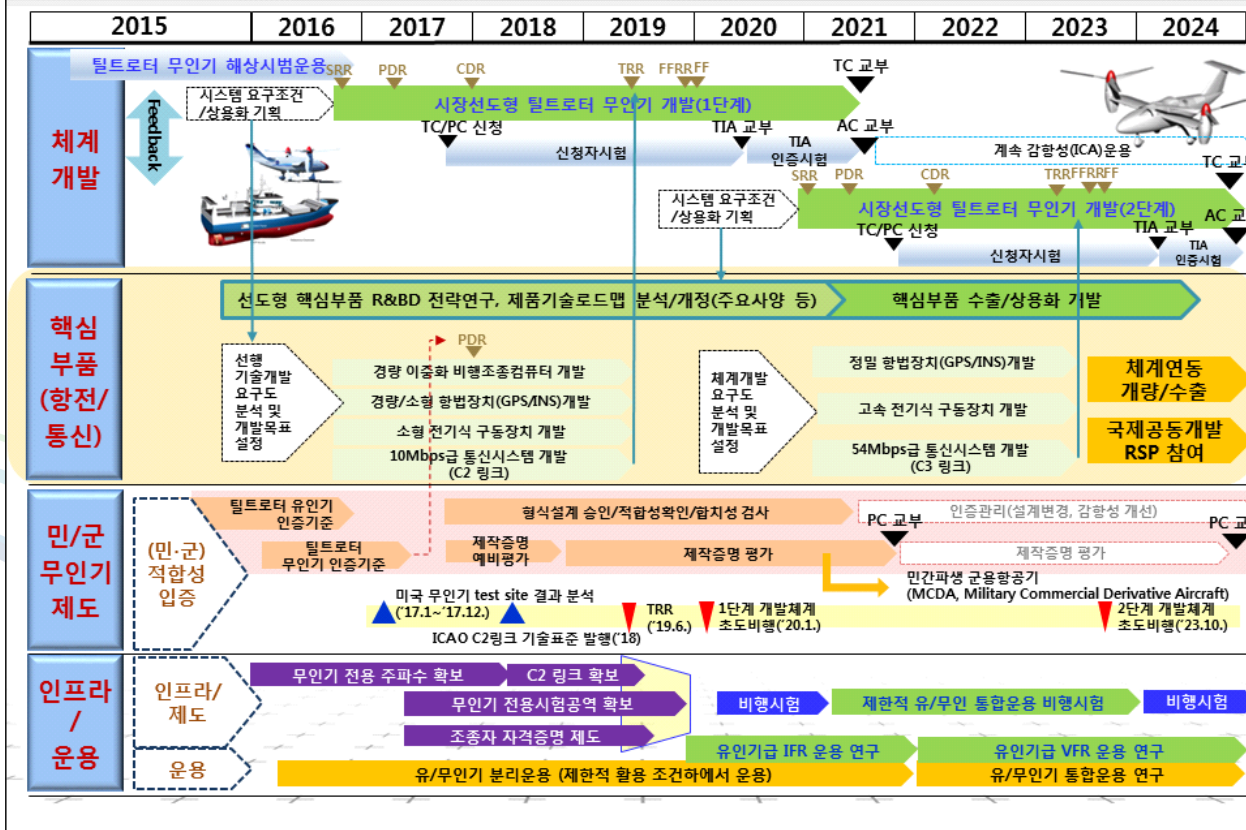 2015 2016 2017 2018 2019 2020 2021 2022 2023 2024
체계
개발
틸트로터 무인기 해상시범운용
Feedback
시스템 요구조건
/상용화 기획
SRR PDR CDR TRR FFRR FF
시장선도형 틸트로터 무인기 개발(1단계)
TC 교부
TC/PC 신청
TIA 교부
AC 교부
신청자시험
TIA
인증시험
계속 감항성(ICA)운용
TC 교부
시스템 요구조건
/상용화 기획
SRR PDR CDR TRR FFRR FF
시장선도형 틸트로터 무인기 개발(2단계)
TC/PC 신청
TIA 교부
AC 교부
신청자시험
TIA
인증시험
핵심
부품
(항전/
통신)
선도형 핵심부품 R&BD 전략연구, 제품기술로드맵 분석/개정(주요사양 등)
핵심부품 수출/상용화 개발
선행
기술개발
요구도
분석 및
개발목표
설정
PDR
경량 이중화 비행조종컴퓨터 개발
경량/소형 항법장치(GPS/INS)개발
소형 전기식 구동장치 개발
10Mbps급 통신시스템 개발
(C2 링크)
체계개발
요구도
분석 및
개발목표
설정
정밀 항법장치(GPS/INS)개발
고속 전기식 구동장치 개발
54Mbps급 통신시스템 개발
(C3 링크)
체계연동
개량/수출
국제공동개발
RSP 참여
민/군
무인기
제도
(민·군)
적합성
입증
틸트로터 유인기
인증기준
틸트로터
무인기 인증기준
형식설계 승인/적합성확인/합치성 검사
제작증명
예비평가
제작증명 평가
인증관리(설계변경, 감항성 개선)
PC 교부
PC 교부
제작증명 평가
민간파생 군용항공기
(MCDA, Military Commercial Derivative Aircraft)
미국 무인기 test site 결과 분석
('17.1~'17.12.)
ICAO C2링크 기술표준 발행('18)
TRR
('19.6.)
1단계 개발체계
초도비행('20.1.)
2단계 개발체계
초도비행('23.10.)
인프라
/
운용
인프라/
제도
무인기 전용 주파수 확보
C2 링크 확보
무인기 전용시험공역 확보
조종자 자격증명 제도
비행시험
제한적 유/무인 통합운용 비행시험
비행시험
유인기급 IFR 운용 연구
유인기급 VFR 운용 연구
운용
유/무인기 분리운용 (제한적 활용 조건하에서 운용)
유/무인기 통합운용 연구